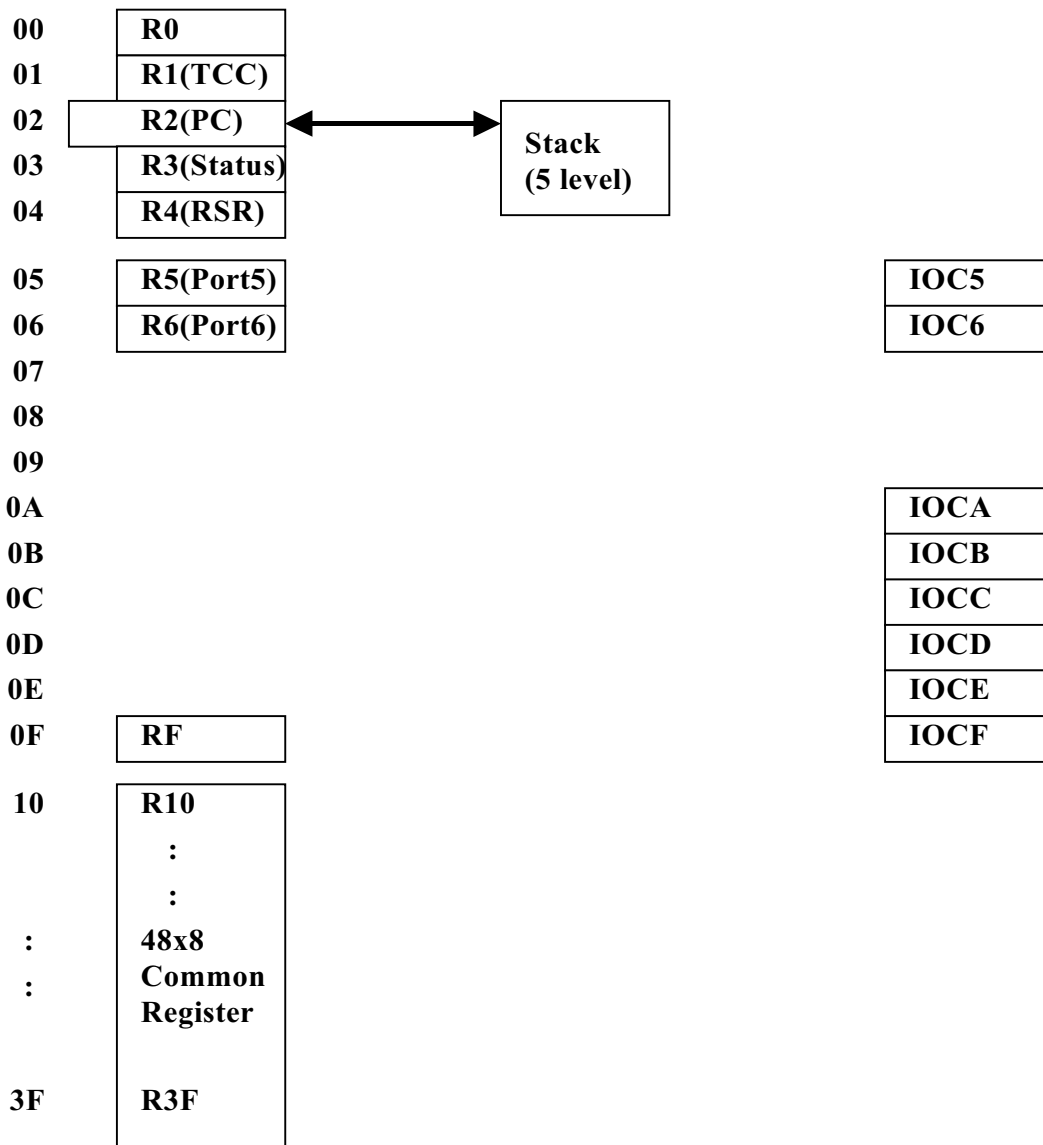 00 R0
01 R1(TCC)
02 R2(PC)
Stack
(5 level)
03 R3(Status)
04 R4(RSR)
05 R5(Port5) IOC5
06 R6(Port6) IOC6
07
08
09
0A IOCA
0B IOCB
0C IOCC
0D IOCD
0E IOCE
0F RF IOCF
10 R10
:
:
: 48x8
: Common
Register
3F R3F